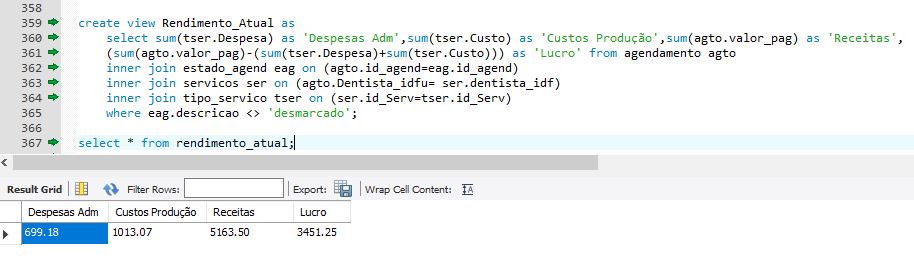 358
359 create view Rendimento_Atual as
360 select sum(tser.Despesa) as 'Despesas Adm',sum(tser.Custo) as 'Custos Produção',sum(agto.valor_pag) as 'Receitas',
361 (sum(agto.valor_pag)-(sum(tser.Despesa)+sum(tser.Custo))) as 'Lucro' from agendamento agto
362 inner join estado_agend eag on (agto.id_agend=eag.id_agend)
363 inner join servicos ser on (agto.Dentista_idfu= ser.dentista_idf)
364 inner join tipo_servico tser on (ser.id_Serv=tser.id_Serv)
365 where eag.descricao <> 'desmarcado';
366
367 select * from rendimento_atual;
Result Grid Filter Rows: Export: Wrap Cell Content:
Despesas Adm Custos Produção Receitas Lucro
699.18 1013.07 5163.50 3451.25